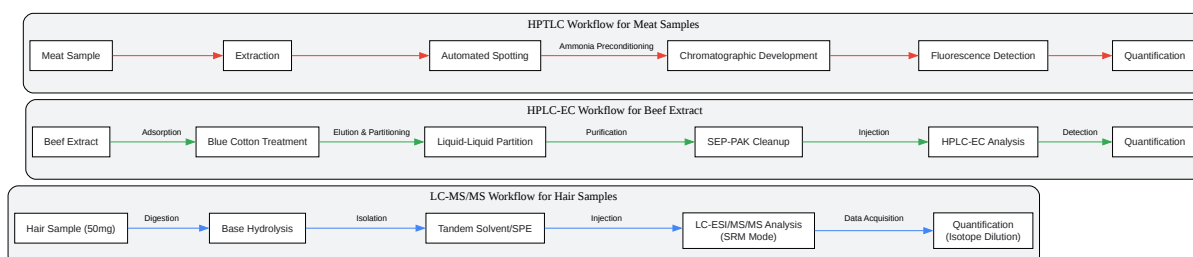 HPTLC Workflow for Meat Samples
Meat Sample
Extraction
Automated Spotting
Ammonia Preconditioning
Chromatographic Development
Fluorescence Detection
Quantification
HPLC-EC Workflow for Beef Extract
Beef Extract
Adsorption
Blue Cotton Treatment
Elution & Partitioning
Liquid-Liquid Partition
Purification
SEP-PAK Cleanup
Injection
HPLC-EC Analysis
Detection
Quantification
LC-MS/MS Workflow for Hair Samples
Hair Sample (50mg)
Digestion
Base Hydrolysis
Isolation
Tandem Solvent/SPE
Injection
LC-ESI/MS/MS Analysis
(SRM Mode)
Data Acquisition
Quantification
(Isotope Dilution)